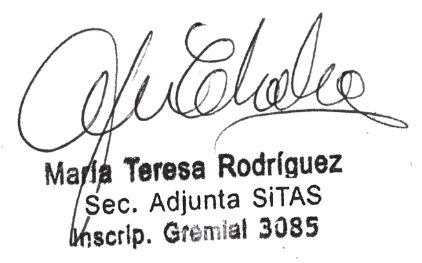 María Teresa Rodríguez
Sec. Adjunta SiTAS
Inscrip. Gremial 3085